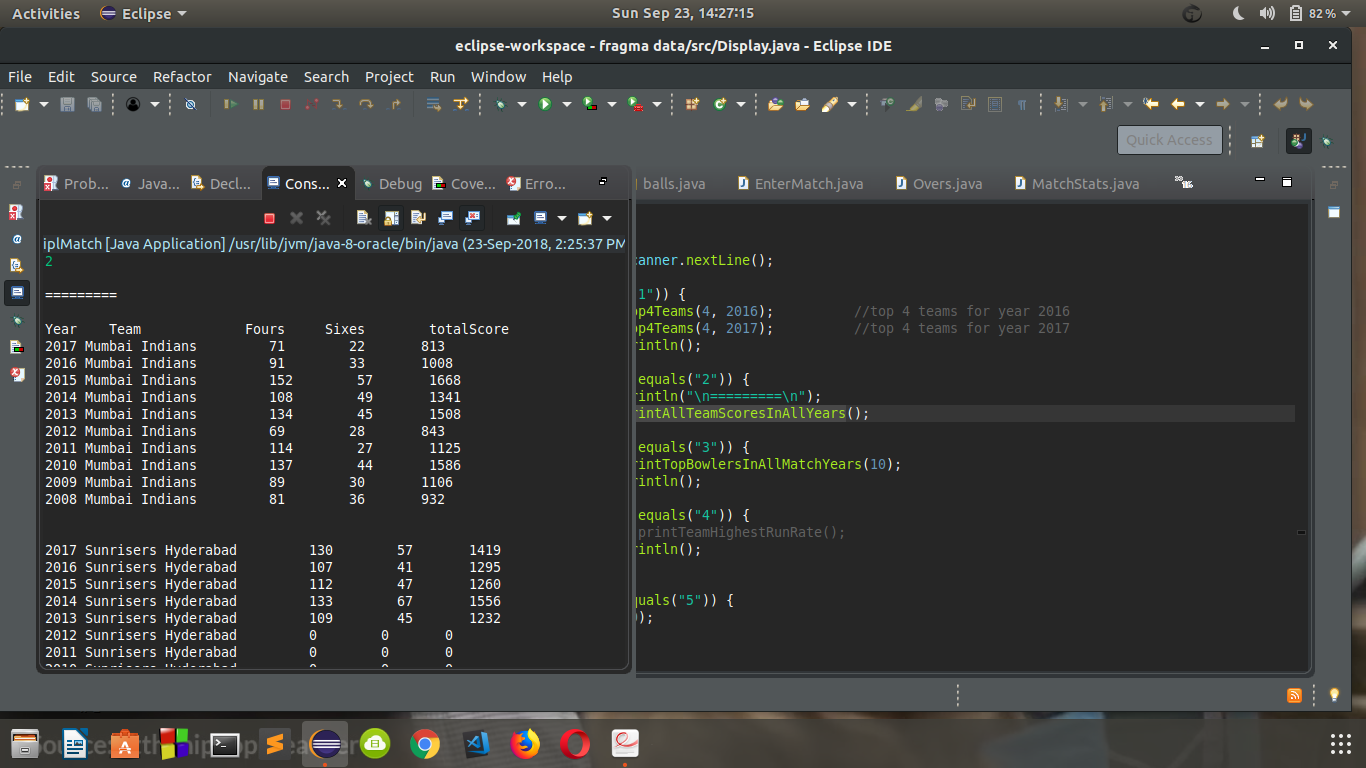 Activities Eclipse Sun Sep 23, 14:27:15 82%
eclipse-workspace - fragma data/src/Display.java - Eclipse IDE
File Edit Source Refactor Navigate Search Project Run Window Help
Quick Access
Prob... Java... Decl... Cons... Debug Cove... Erro...
balls.java EnterMatch.java Overs.java MatchStats.java
iplMatch [Java Application] /usr/lib/jvm/java-8-oracle/bin/java (23-Sep-2018, 2:25:37 PM
2
=========
Year Team Fours Sixes totalScore
2017 Mumbai Indians 71 22 813
2016 Mumbai Indians 91 33 1008
2015 Mumbai Indians 152 57 1668
2014 Mumbai Indians 108 49 1341
2013 Mumbai Indians 134 45 1508
2012 Mumbai Indians 69 28 843
2011 Mumbai Indians 114 27 1125
2010 Mumbai Indians 137 44 1586
2009 Mumbai Indians 89 30 1106
2008 Mumbai Indians 81 36 932
2017 Sunrisers Hyderabad 130 57 1419
2016 Sunrisers Hyderabad 107 41 1295
2015 Sunrisers Hyderabad 112 47 1260
2014 Sunrisers Hyderabad 133 67 1556
2013 Sunrisers Hyderabad 109 45 1232
2012 Sunrisers Hyderabad 0 0 0
2011 Sunrisers Hyderabad 0 0 0
2010 Sunrisers Hyderabad 0 0 0
anner.nextLine();
1")) {
op4Teams(4, 2016); //top 4 teams for year 2016
op4Teams(4, 2017); //top 4 teams for year 2017
rintln();
equals("2")) {
rintln("\n=========\n");
rintAllTeamScoresInAllYears();
equals("3")) {
rintTopBowlersInAllMatchYears(10);
rintln();
equals("4")) {
printTeamHighestRunRate();
rintln();
quals("5")) {
);